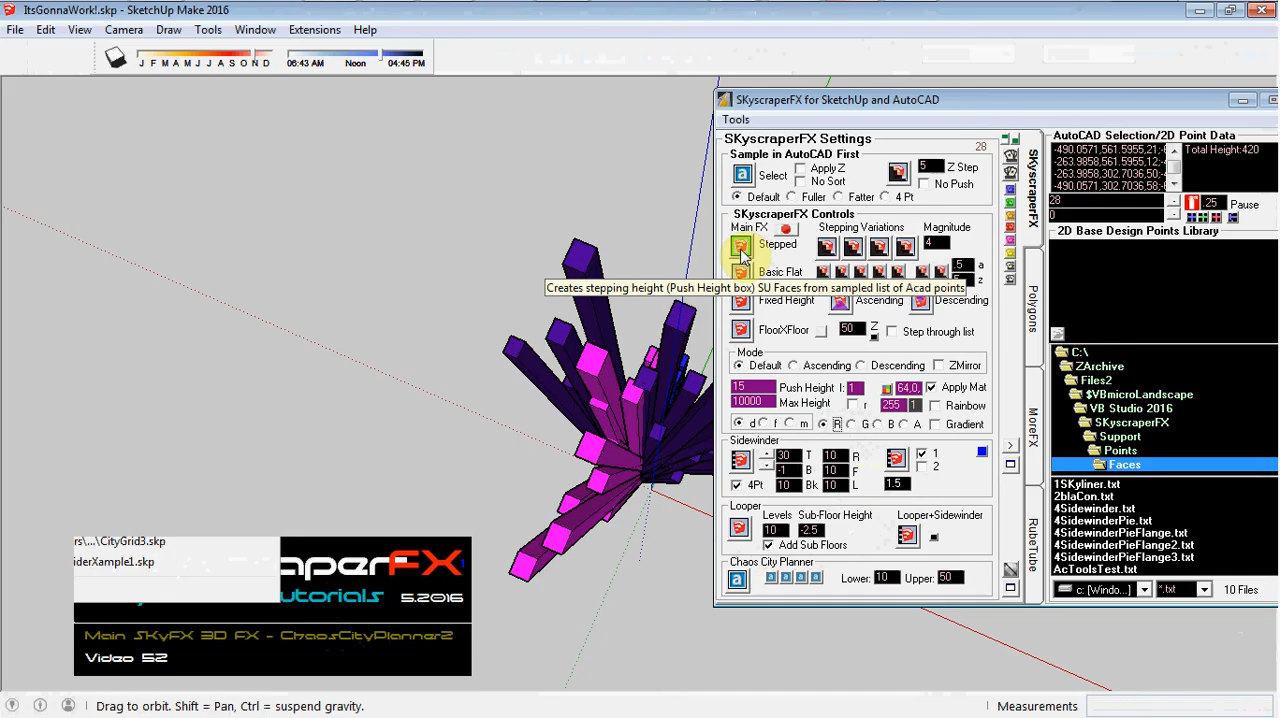 ItsGonnaWork!.skp - SketchUp Make 2016
File Edit View Camera Draw Tools Window Extensions Help
J F M A M J J A S O N D 06:43 AM Noon 04:45 PM
SKyscraperFX for SketchUp and AutoCAD
Tools
SKyscraperFX Settings
28
Sample in AutoCAD First
Select Apply Z 5 Z Step
No Sort No Push
Default Fuller Fatter 4 Pt
SKyscraperFX Controls
Main FX Stepping Variations Magnitude
Stepped 4
Basic Flat .5 a
z
Creates stepping height (Push Height box) SU Faces from sampled list of Acad points
Fixed Height Ascending Descending
FloorXFloor 50 Z Step through list
Mode
Default Ascending Descending ZMirror
15 Push Height I: 1 64,0, Apply Mat
10000 Max Height r 255 1 Rainbow
d f m R G B A Gradient
Sidewinder
30 T 10 R 1
-1 B 10 F 2
4Pt 10 Bk 10 L 1.5
Looper
Levels Sub-Floor Height Looper+Sidewinder
10 -2.5
Add Sub Floors
Chaos City Planner
Lower: 10 Upper: 50
SKyscraperFX
Polygons
MoreFX
RubeTube
>
AutoCAD Selection/2D Point Data
-490.0571,561.5955,21;-
-263.9858,561.5955,12;-
-263.9858,302.7036,50;-
-490.0571,302.7036,46;-
Total Height:420
28
0
.25 Pause
2D Base Design Points Library
C:\
ZArchive
Files2
$VBmicroLandscape
VB Studio 2016
SKyscraperFX
Support
Points
Faces
1SKyliner.txt
2blaCon.txt
4Sidewinder.txt
4SidewinderPie.txt
4SidewinderPieFlange.txt
4SidewinderPieFlange2.txt
4SidewinderPieFlange3.txt
AcToolsTest.txt
c: [Windo...] *.txt 10 Files
rs\...\CityGrid3.skp
iderXample1.skp
aperFX
utorials 5.2016
Main SKyFX 3D FX - ChaosCityPlanner2
Video 52
Drag to orbit. Shift = Pan, Ctrl = suspend gravity.
Measurements